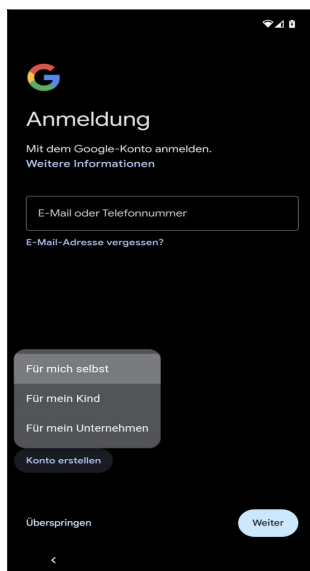 Anmeldung
Mit dem Google-Konto anmelden.
Weitere Informationen
E-Mail oder Telefonnummer
E-Mail-Adresse vergessen?
Für mich selbst
Für mein Kind
Für mein Unternehmen
Konto erstellen
Überspringen
Weiter